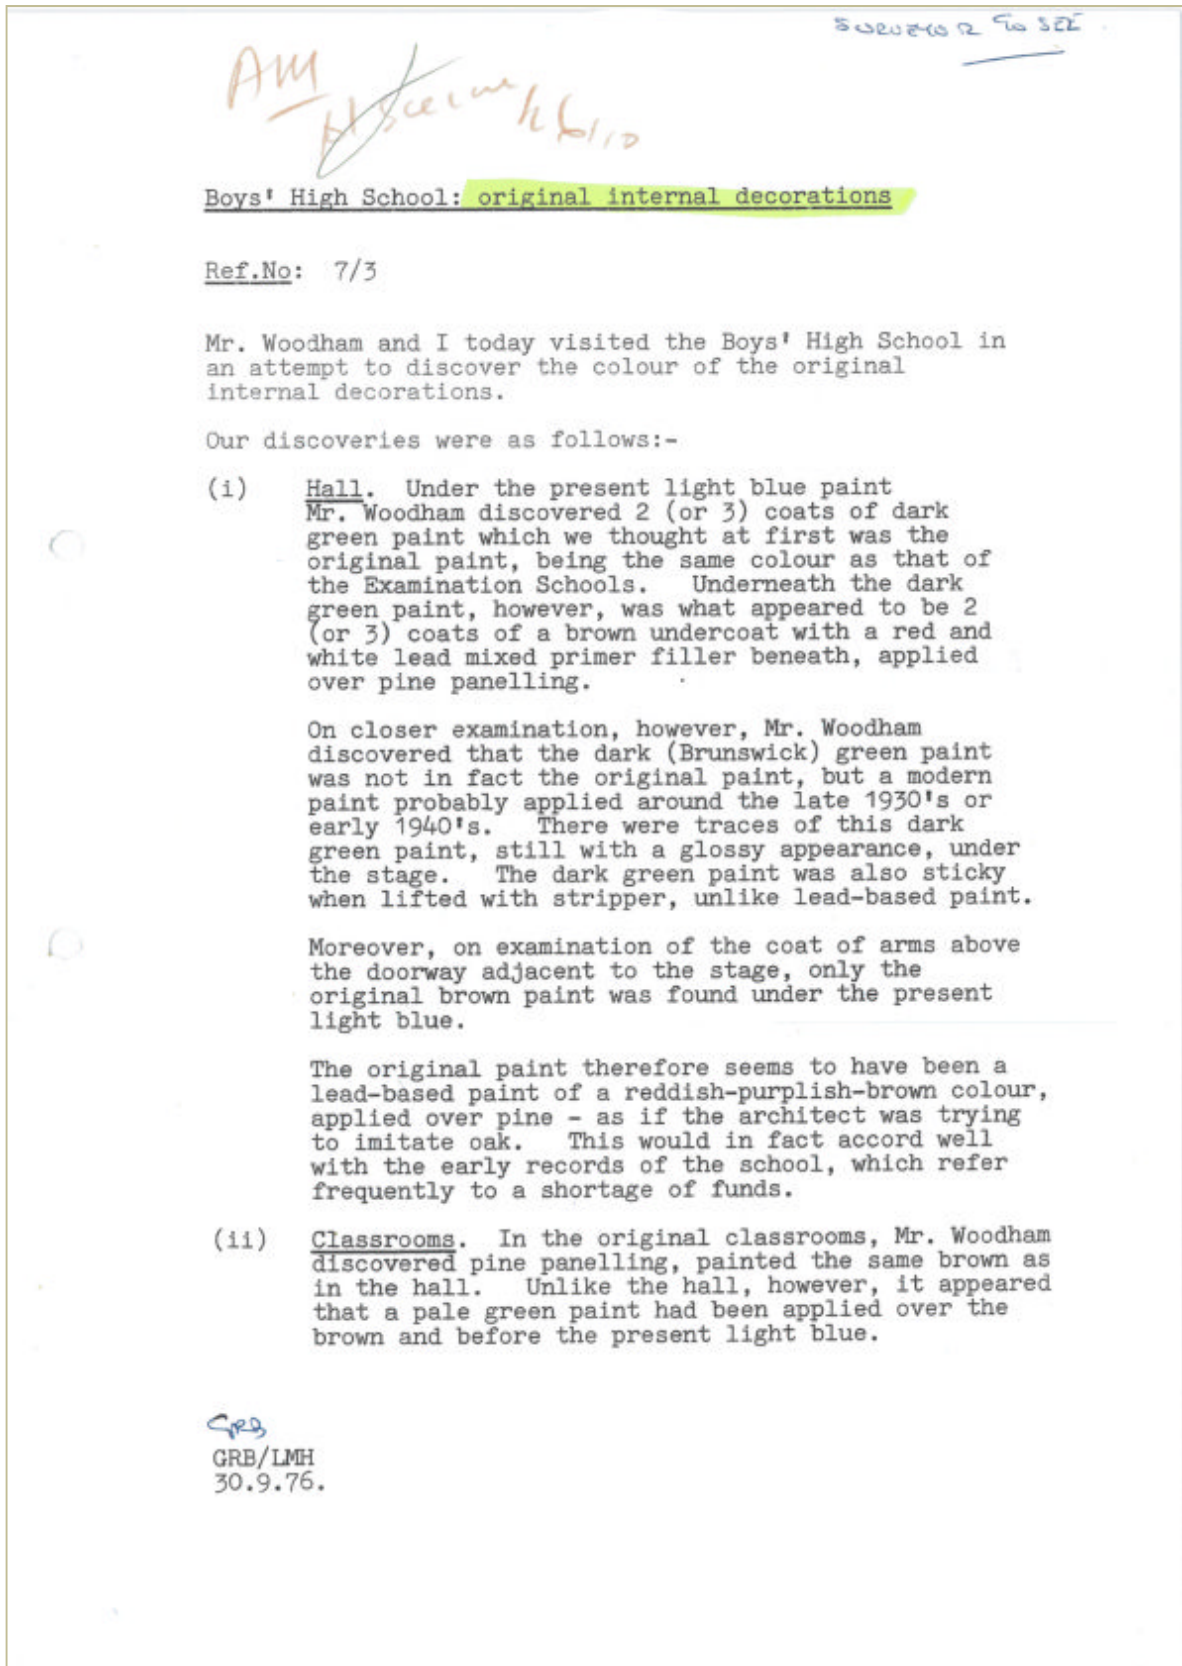 SURVEYOR TO SEE
AM
Boys' High School: original internal decorations
Ref.No: 7/3
Mr. Woodham and I today visited the Boys' High School in
an attempt to discover the colour of the original
internal decorations.
Our discoveries were as follows:-
(i) Hall. Under the present light blue paint
Mr. Woodham discovered 2 (or 3) coats of dark
green paint which we thought at first was the
original paint, being the same colour as that of
the Examination Schools. Underneath the dark
green paint, however, was what appeared to be 2
(or 3) coats of a brown undercoat with a red and
white lead mixed primer filler beneath, applied
over pine panelling.
On closer examination, however, Mr. Woodham
discovered that the dark (Brunswick) green paint
was not in fact the original paint, but a modern
paint probably applied around the late 1930's or
early 1940's. There were traces of this dark
green paint, still with a glossy appearance, under
the stage. The dark green paint was also sticky
when lifted with stripper, unlike lead-based paint.
Moreover, on examination of the coat of arms above
the doorway adjacent to the stage, only the
original brown paint was found under the present
light blue.
The original paint therefore seems to have been a
lead-based paint of a reddish-purplish-brown colour,
applied over pine - as if the architect was trying
to imitate oak. This would in fact accord well
with the early records of the school, which refer
frequently to a shortage of funds.
(ii) Classrooms. In the original classrooms, Mr. Woodham
discovered pine panelling, painted the same brown as
in the hall. Unlike the hall, however, it appeared
that a pale green paint had been applied over the
brown and before the present light blue.
GRB
GRB/LMH
30.9.76.